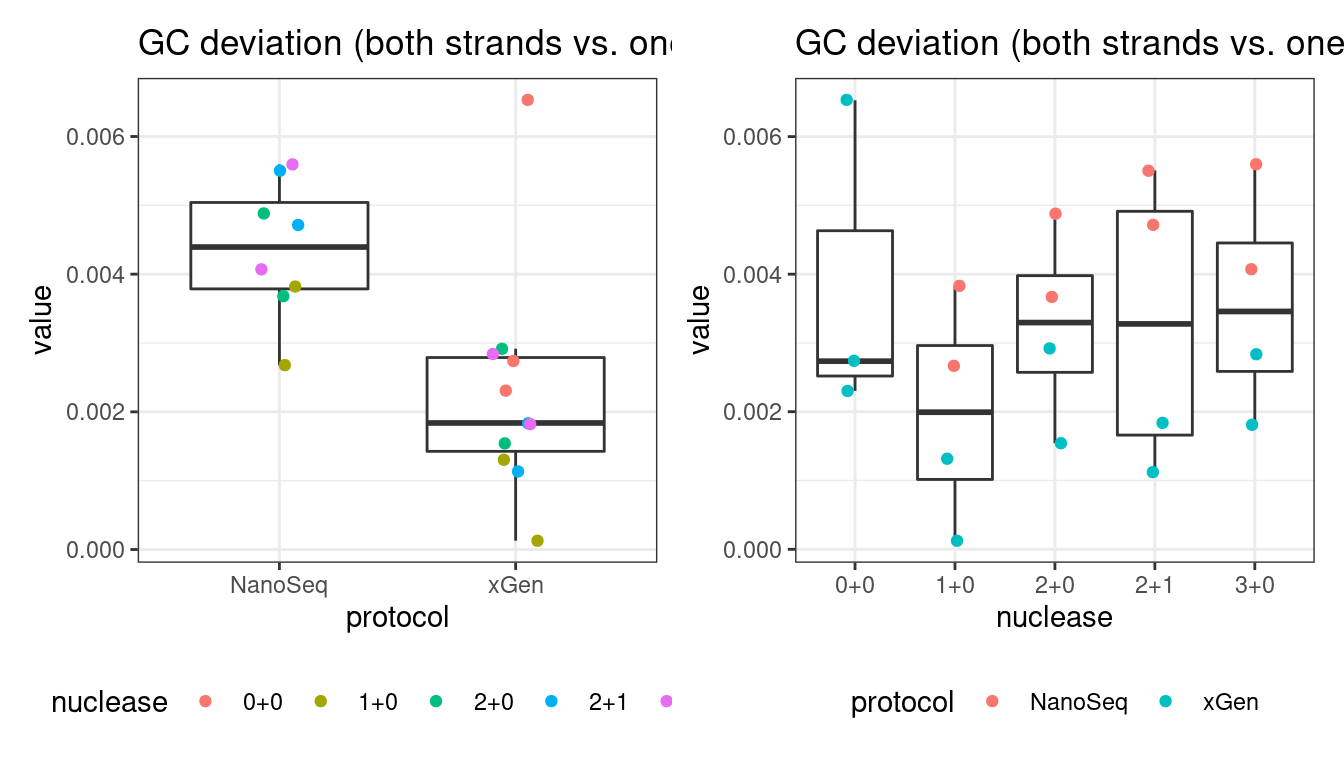 GC deviation (both strands vs. one
value
0.006
0.004
0.002
0.000
NanoSeq xGen
protocol
nuclease 0+0 1+0 2+0 2+1
GC deviation (both strands vs. one
value
0.006
0.004
0.002
0.000
0+0 1+0 2+0 2+1 3+0
nuclease
protocol NanoSeq xGen